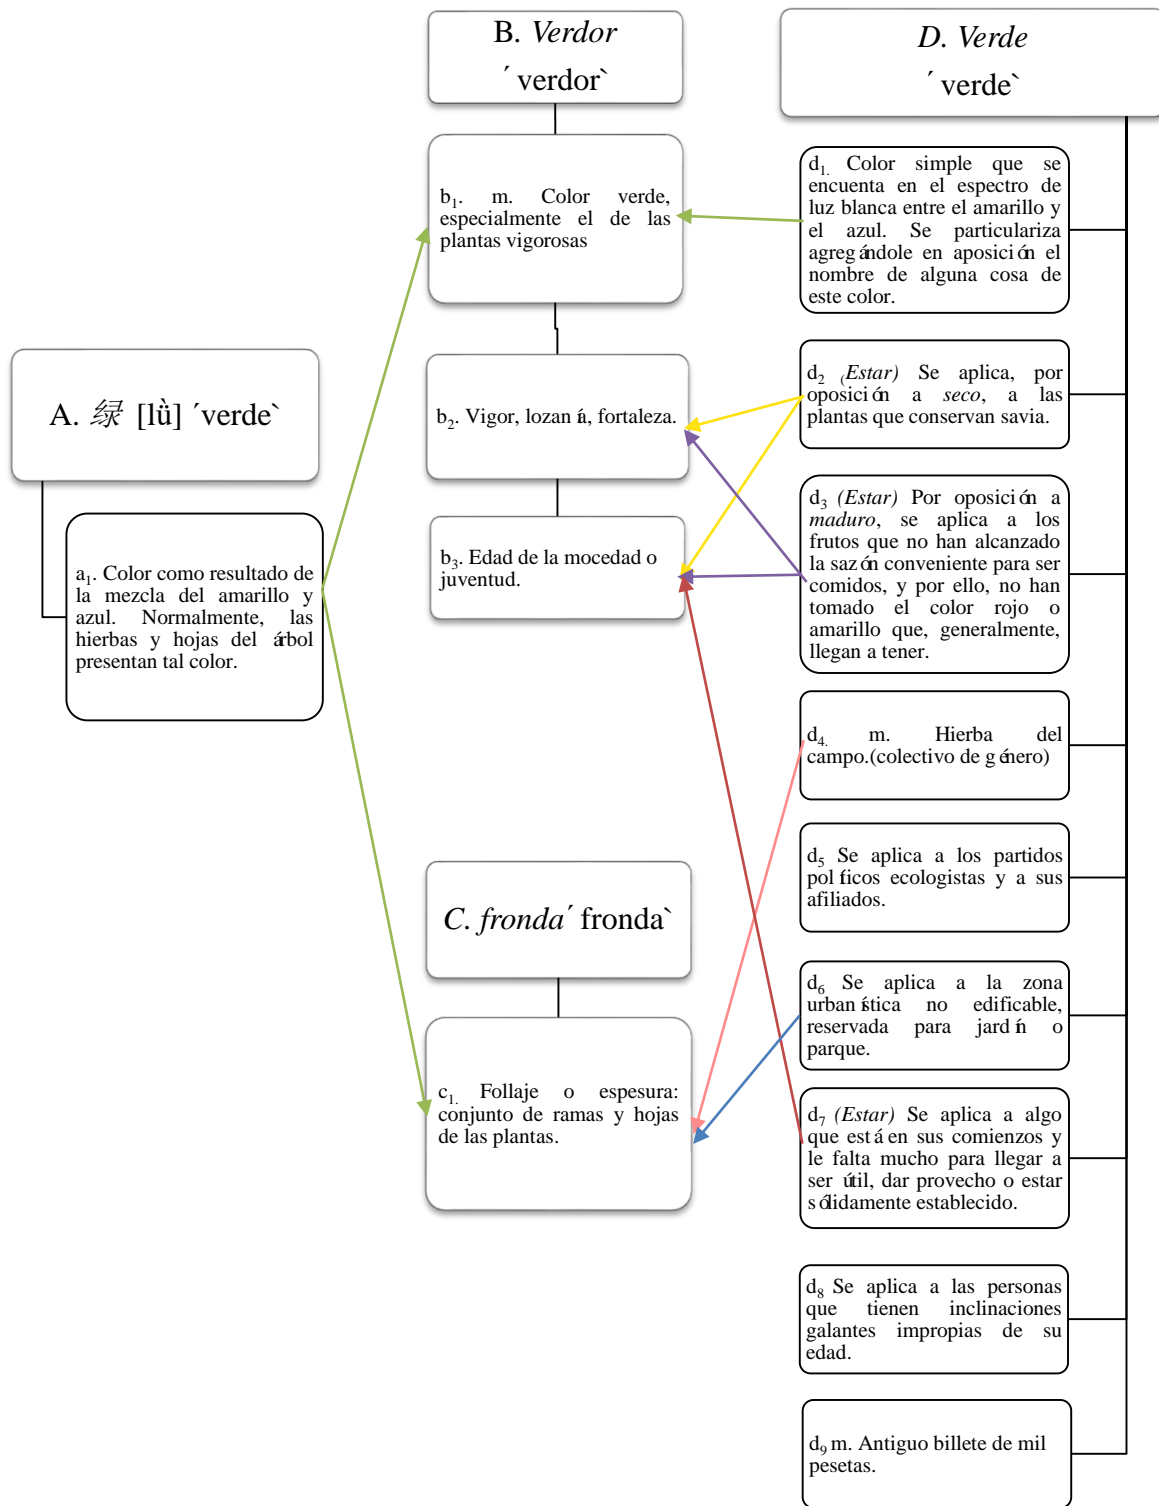 B. Verdor
´ verdor`
b1. m. Color verde,
especialmente el de las
plantas vigorosas
b2. Vigor, lozanía, fortaleza.
b3. Edad de la mocedad o
juventud.
A. 绿 [lǜ] ´verde`
a1. Color como resultado de
la mezcla del amarillo y
azul. Normalmente, las
hierbas y hojas del árbol
presentan tal color.
C. fronda´ fronda`
c1. Follaje o espesura:
conjunto de ramas y hojas
de las plantas.
D. Verde
´ verde`
d1. Color simple que se
encuenta en el espectro de
luz blanca entre el amarillo y
el azul. Se particulariza
agregándole en aposición el
nombre de alguna cosa de
este color.
d2 (Estar) Se aplica, por
oposición a seco, a las
plantas que conservan savia.
d3 (Estar) Por oposición a
maduro, se aplica a los
frutos que no han alcanzado
la sazón conveniente para ser
comidos, y por ello, no han
tomado el color rojo o
amarillo que, generalmente,
llegan a tener.
d4. m. Hierba del
campo.(colectivo de género)
d5 Se aplica a los partidos
políticos ecologistas y a sus
afiliados.
d6 Se aplica a la zona
urbanística no edificable,
reservada para jardín o
parque.
d7 (Estar) Se aplica a algo
que está en sus comienzos y
le falta mucho para llegar a
ser útil, dar provecho o estar
sólidamente establecido.
d8 Se aplica a las personas
que tienen inclinaciones
galantes impropias de su
edad.
d9 m. Antiguo billete de mil
pesetas.